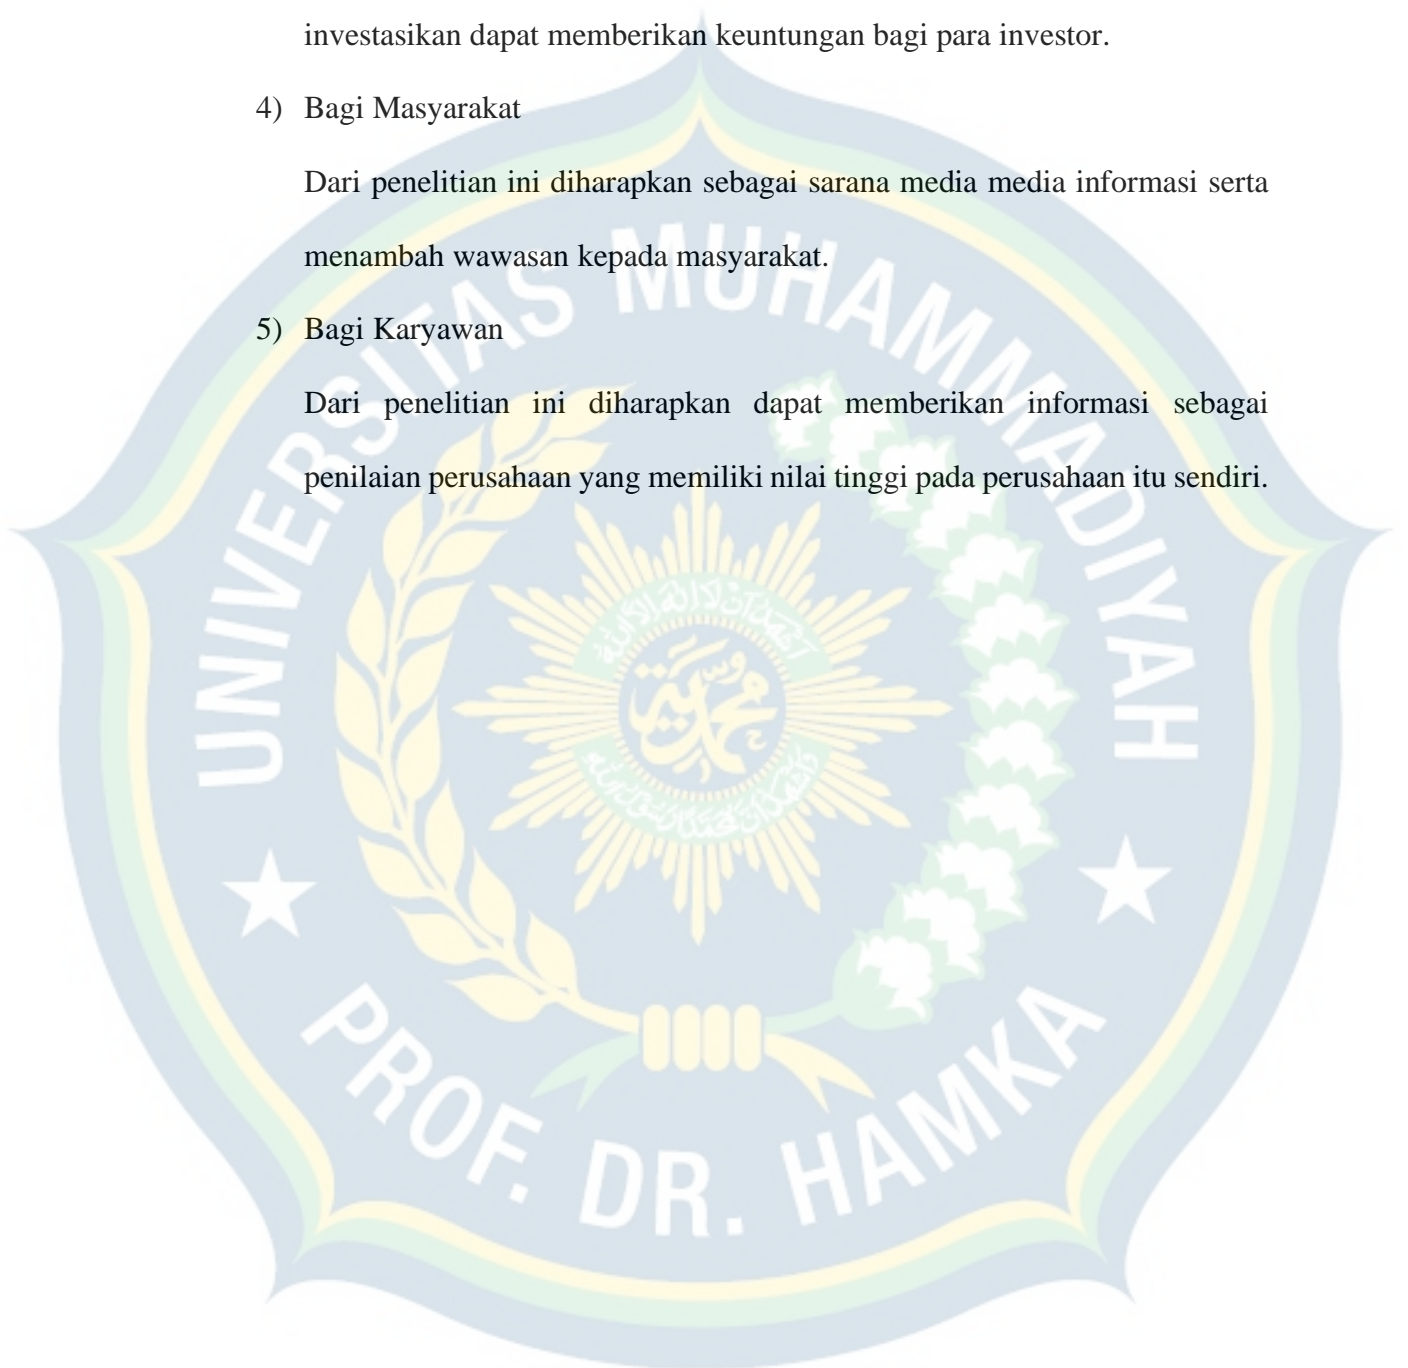 investasikan dapat memberikan keuntungan bagi para investor.
4) Bagi Masyarakat
Dari penelitian ini diharapkan sebagai sarana media media informasi serta
menambah wawasan kepada masyarakat.
5) Bagi Karyawan
Dari penelitian ini diharapkan dapat memberikan informasi sebagai
penilaian perusahaan yang memiliki nilai tinggi pada perusahaan itu sendiri.
UNIVERSITAS MUHAMMADIYAH
محمدية
PROF. DR. HAMKA